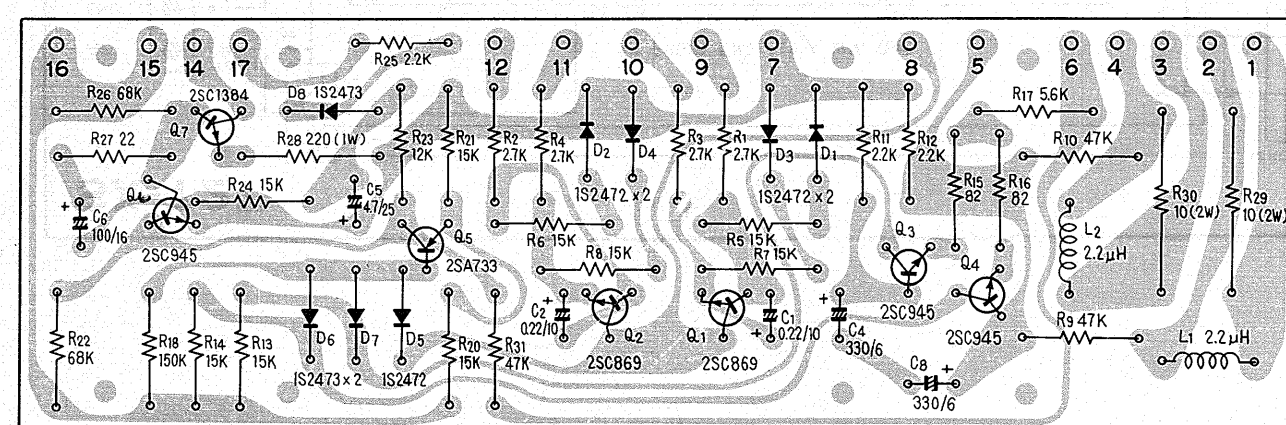 R25 2.2K
16 15 14 17 12 11 10 9 7 8 5 6 4 3 2 1
R26 68K
2SC1384
D8 1S2473
R17 5.6K
Q7
R27 22
R28 220 (1W)
R23 12K
R21 15K
R2 2.7K
R4 2.7K
D2
D4
R3 2.7K
R1 2.7K
D3
D1
R11 2.2K
R12 2.2K
R10 47K
1S2472 x 2
1S2472 x 2
R24 15K
C5 4.7/25
+
R15 82
R16 82
R30 10 (2W)
R29 10 (2W)
+
C6 100/16
2SC945
Q5
2SA733
R6 15K
R8 15K
R5 15K
R7 15K
Q3
Q4
L2 2.2μH
2SC945
2SC945
R22 68K
R18 150K
R14 15K
R13 15K
D6
D7
D5
1S2473 x 2
1S2472
R20 15K
R31 47K
+
C2 0.22/10
Q2
2SC869
Q1
2SC869
+
C1 0.22/10
+
C4 330/6
C8
+
330/6
R9 47K
L1 2.2μH